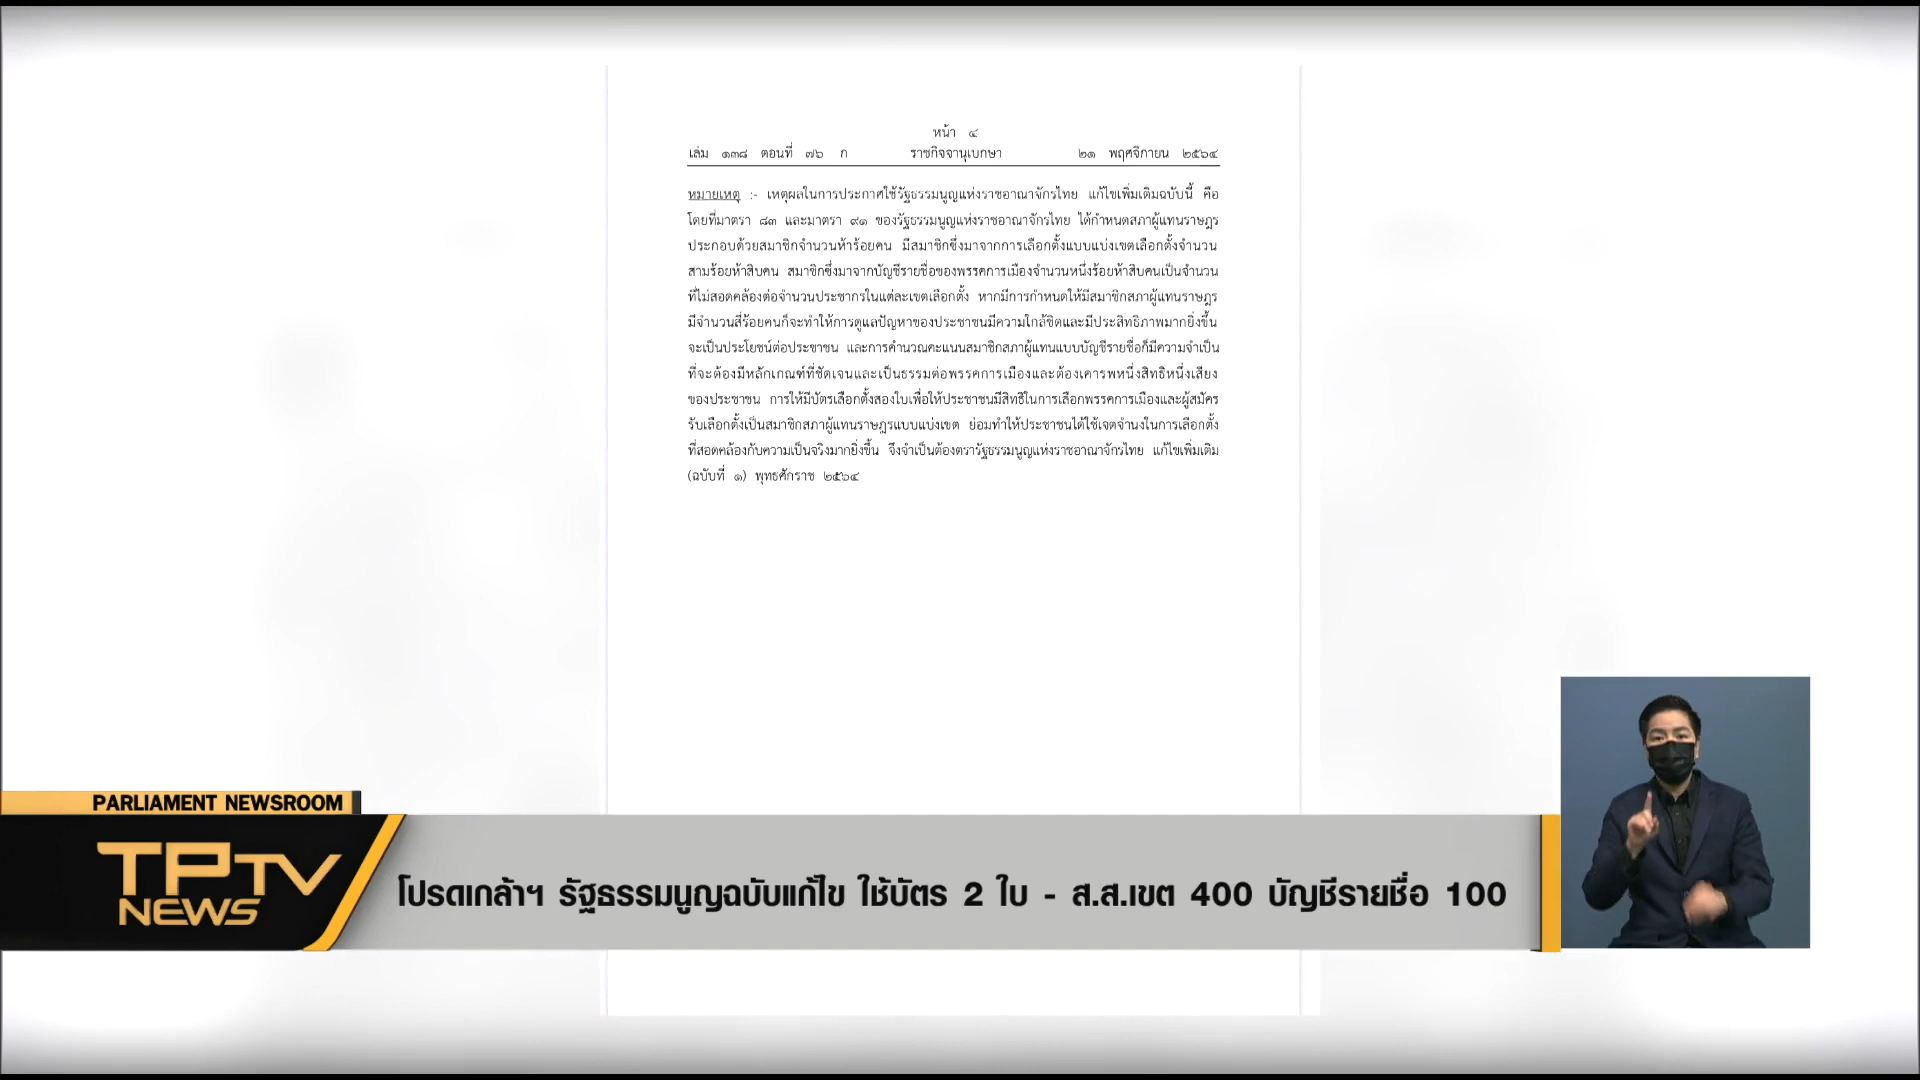 หน้า ๔
เล่ม ๑๓๘ ตอนที่ ๗๖ ก ราชกิจจานุเบกษา ๒๑ พฤศจิกายน ๒๕๖๔
หมายเหตุ :- เหตุผลในการประกาศใช้รัฐธรรมนูญแห่งราชอาณาจักรไทย แก้ไขเพิ่มเติมฉบับนี้ คือ
โดยที่มาตรา ๘๓ และมาตรา ๙๑ ของรัฐธรรมนูญแห่งราชอาณาจักรไทย ได้กำหนดสภาผู้แทนราษฎร
ประกอบด้วยสมาชิกจำนวนห้าร้อยคน มีสมาชิกซึ่งมาจากการเลือกตั้งแบบแบ่งเขตเลือกตั้งจำนวน
สามร้อยห้าสิบคน สมาชิกซึ่งมาจากบัญชีรายชื่อของพรรคการเมืองจำนวนหนึ่งร้อยห้าสิบคนเป็นจำนวน
ที่ไม่สอดคล้องต่อจำนวนประชากรในแต่ละเขตเลือกตั้ง หากมีการกำหนดให้มีสมาชิกสภาผู้แทนราษฎร
มีจำนวนสี่ร้อยคนก็จะทำให้การดูแลปัญหาของประชาชนมีความใกล้ชิดและมีประสิทธิภาพมากยิ่งขึ้น
จะเป็นประโยชน์ต่อประชาชน และการคำนวณคะแนนสมาชิกสภาผู้แทนแบบบัญชีรายชื่อก็มีความจำเป็น
ที่จะต้องมีหลักเกณฑ์ที่ชัดเจนและเป็นธรรมต่อพรรคการเมืองและต้องเคารพหนึ่งสิทธิหนึ่งเสียง
ของประชาชน การให้มีบัตรเลือกตั้งสองใบเพื่อให้ประชาชนมีสิทธิในการเลือกพรรคการเมืองและผู้สมัคร
รับเลือกตั้งเป็นสมาชิกสภาผู้แทนราษฎรแบบแบ่งเขต ย่อมทำให้ประชาชนได้ใช้เจตจำนงในการเลือกตั้ง
ที่สอดคล้องกับความเป็นจริงมากยิ่งขึ้น จึงจำเป็นต้องตรารัฐธรรมนูญแห่งราชอาณาจักรไทย แก้ไขเพิ่มเติม
(ฉบับที่ ๑) พุทธศักราช ๒๕๖๔
PARLIAMENT NEWSROOM
TPTV
NEWS
โปรดเกล้าฯ รัฐธรรมนูญฉบับแก้ไข ใช้บัตร 2 ใบ - ส.ส.เขต 400 บัญชีรายชื่อ 100